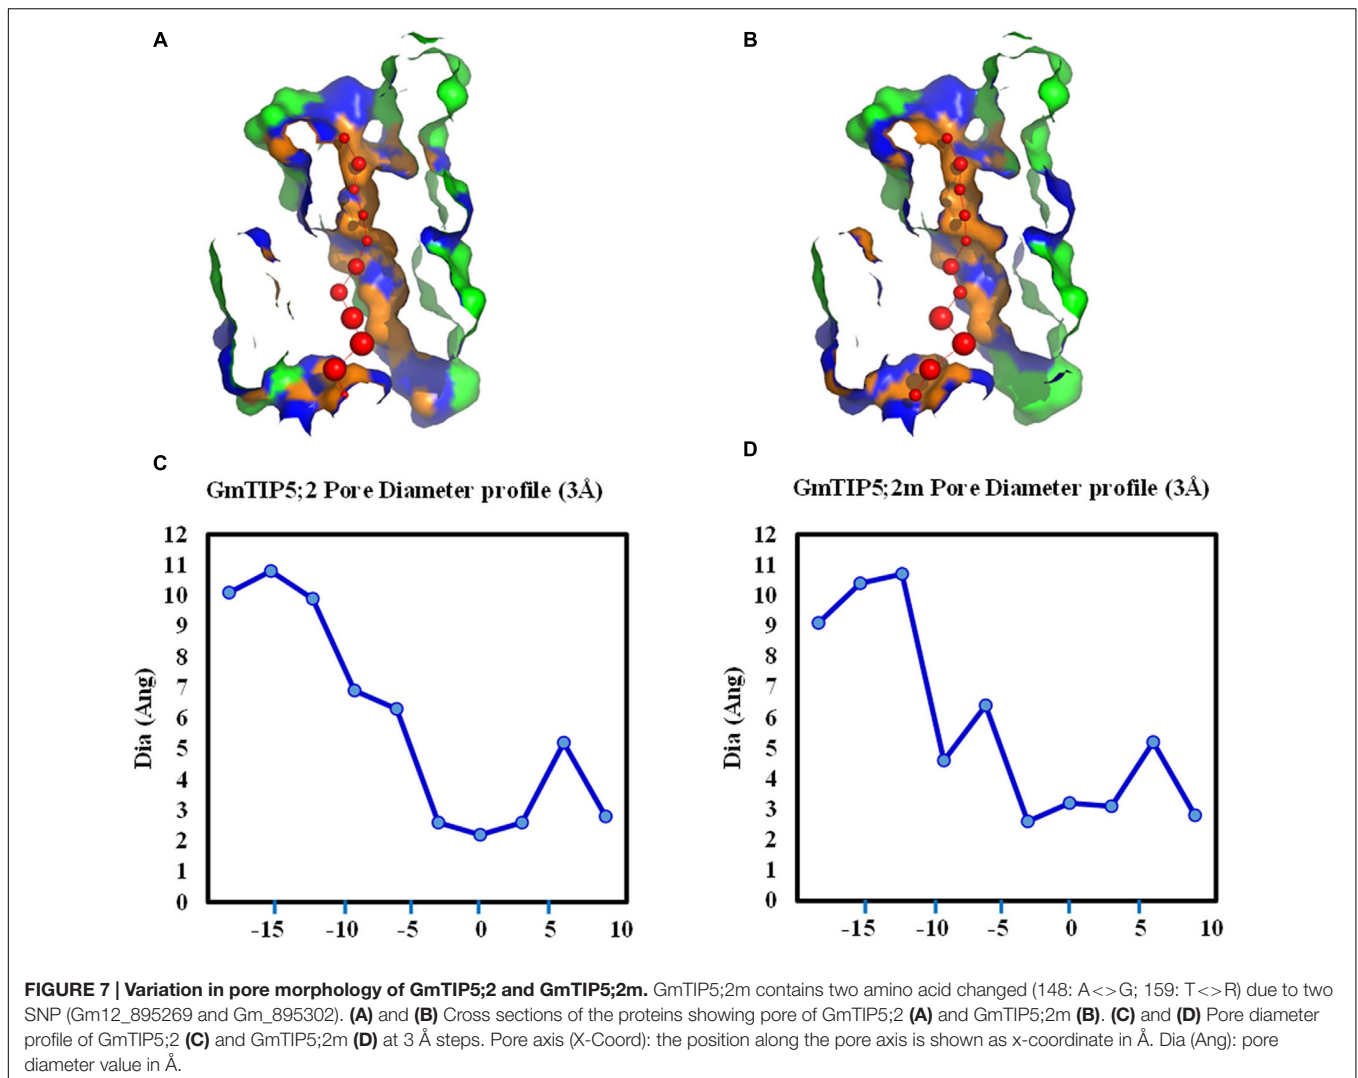 A
B
C
D
GmTIP5;2 Pore Diameter profile (3Å)
GmTIP5;2m Pore Diameter profile (3Å)
12
11
10
9
8
7
6
5
4
3
2
1
0
Dia (Ang)
-15 -10 -5 0 5 10
12
11
10
9
8
7
6
5
4
3
2
1
0
Dia (Ang)
-15 -10 -5 0 5 10
FIGURE 7 | Variation in pore morphology of GmTIP5;2 and GmTIP5;2m. GmTIP5;2m contains two amino acid changed (148: A<>G; 159: T<>R) due to two
SNP (Gm12_895269 and Gm_895302). (A) and (B) Cross sections of the proteins showing pore of GmTIP5;2 (A) and GmTIP5;2m (B). (C) and (D) Pore diameter
profile of GmTIP5;2 (C) and GmTIP5;2m (D) at 3 Å steps. Pore axis (X-Coord): the position along the pore axis is shown as x-coordinate in Å. Dia (Ang): pore
diameter value in Å.